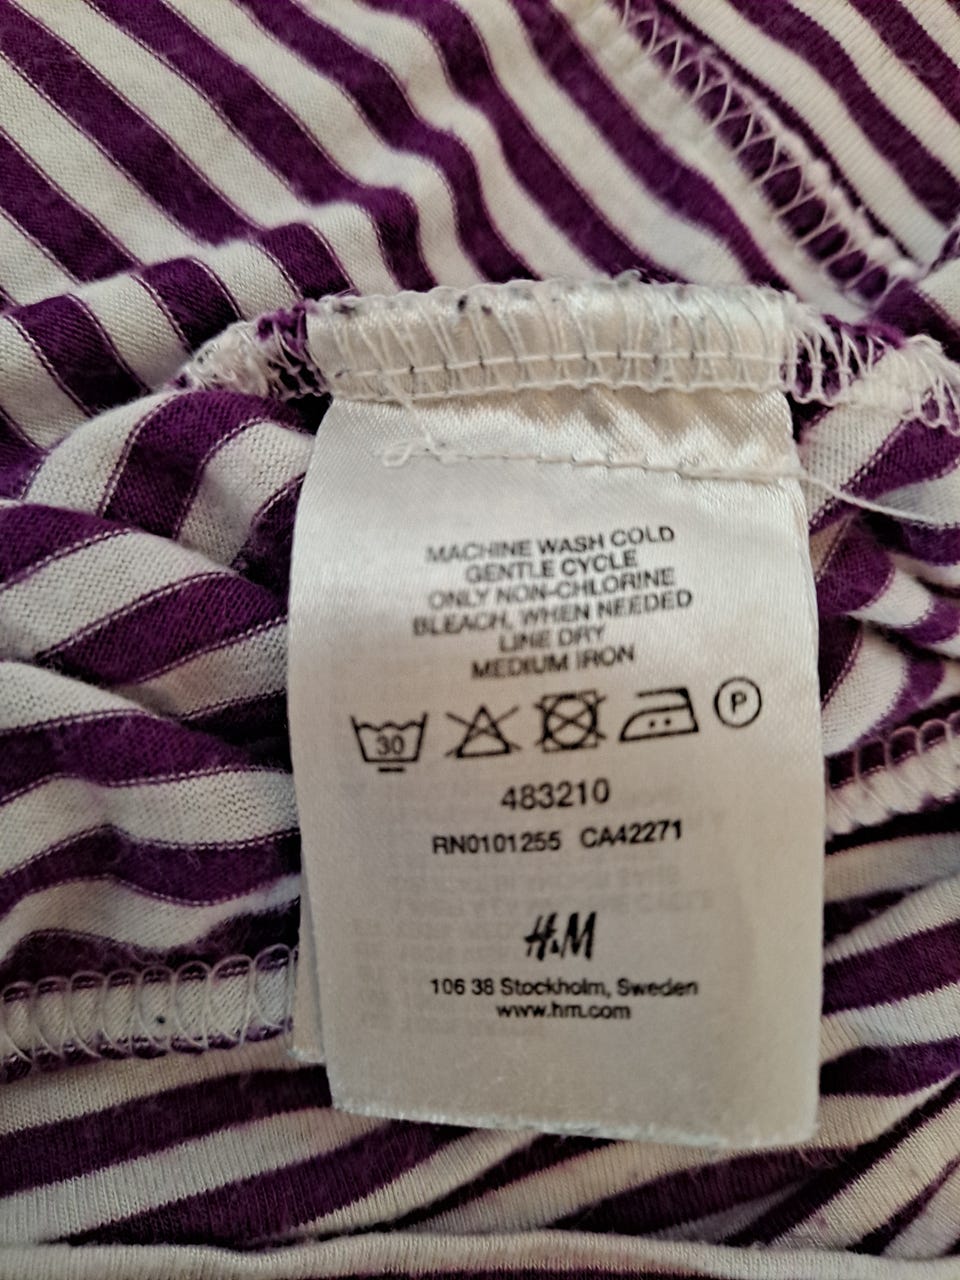 MACHINE WASH COLD
GENTLE CYCLE
ONLY NON-CHLORINE
BLEACH, WHEN NEEDED
LINE DRY
MEDIUM IRON
30 P
483210
RN0101255 CA42271
H&M
106 38 Stockholm, Sweden
www.hm.com